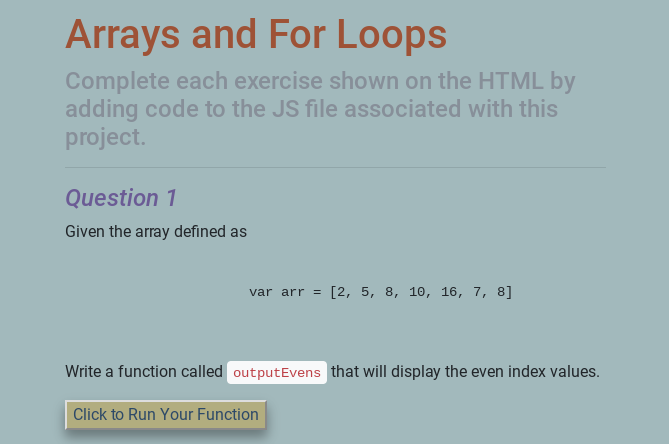 Arrays and For Loops
Complete each exercise shown on the HTML by
adding code to the JS file associated with this
project.
Question 1
Given the array defined as
var arr = [2, 5, 8, 10, 16, 7, 8]
Write a function called outputEvens that will display the even index values.
Click to Run Your Function